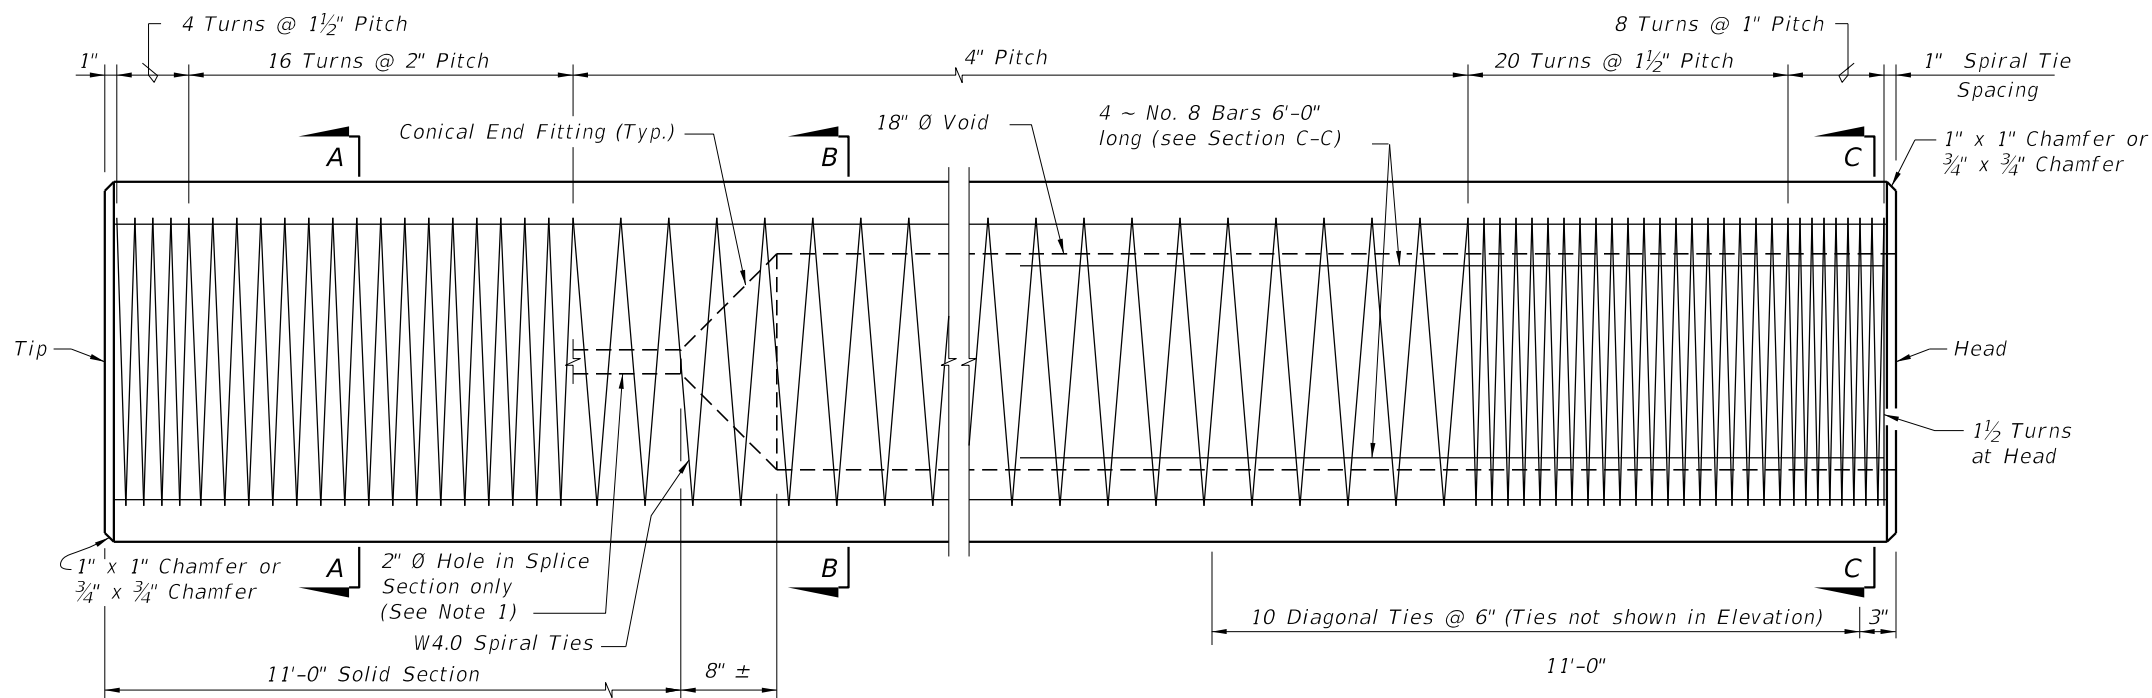 4 Turns @ 1½" Pitch
8 Turns @ 1" Pitch
1"
16 Turns @ 2" Pitch
4" Pitch
20 Turns @ 1½" Pitch
1" Spiral Tie
Spacing
Conical End Fitting (Typ.)
18" Ø Void
4 ~ No. 8 Bars 6'-0"
long (see Section C-C)
1" x 1" Chamfer or
¾" x ¾" Chamfer
A
B
C
Tip
Head
1½ Turns
at Head
1" x 1" Chamfer or
¾" x ¾" Chamfer
A
2" Ø Hole in Splice
Section only
(See Note 1)
B
C
W4.0 Spiral Ties
10 Diagonal Ties @ 6" (Ties not shown in Elevation)
3"
11'-0" Solid Section
8" ±
11'-0"